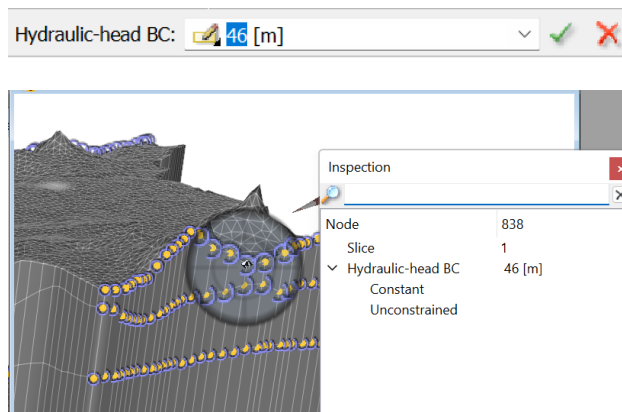 Hydraulic-head BC: 46 [m]
Inspection
Node 838
Slice 1
Hydraulic-head BC 46 [m]
Constant
Unconstrained